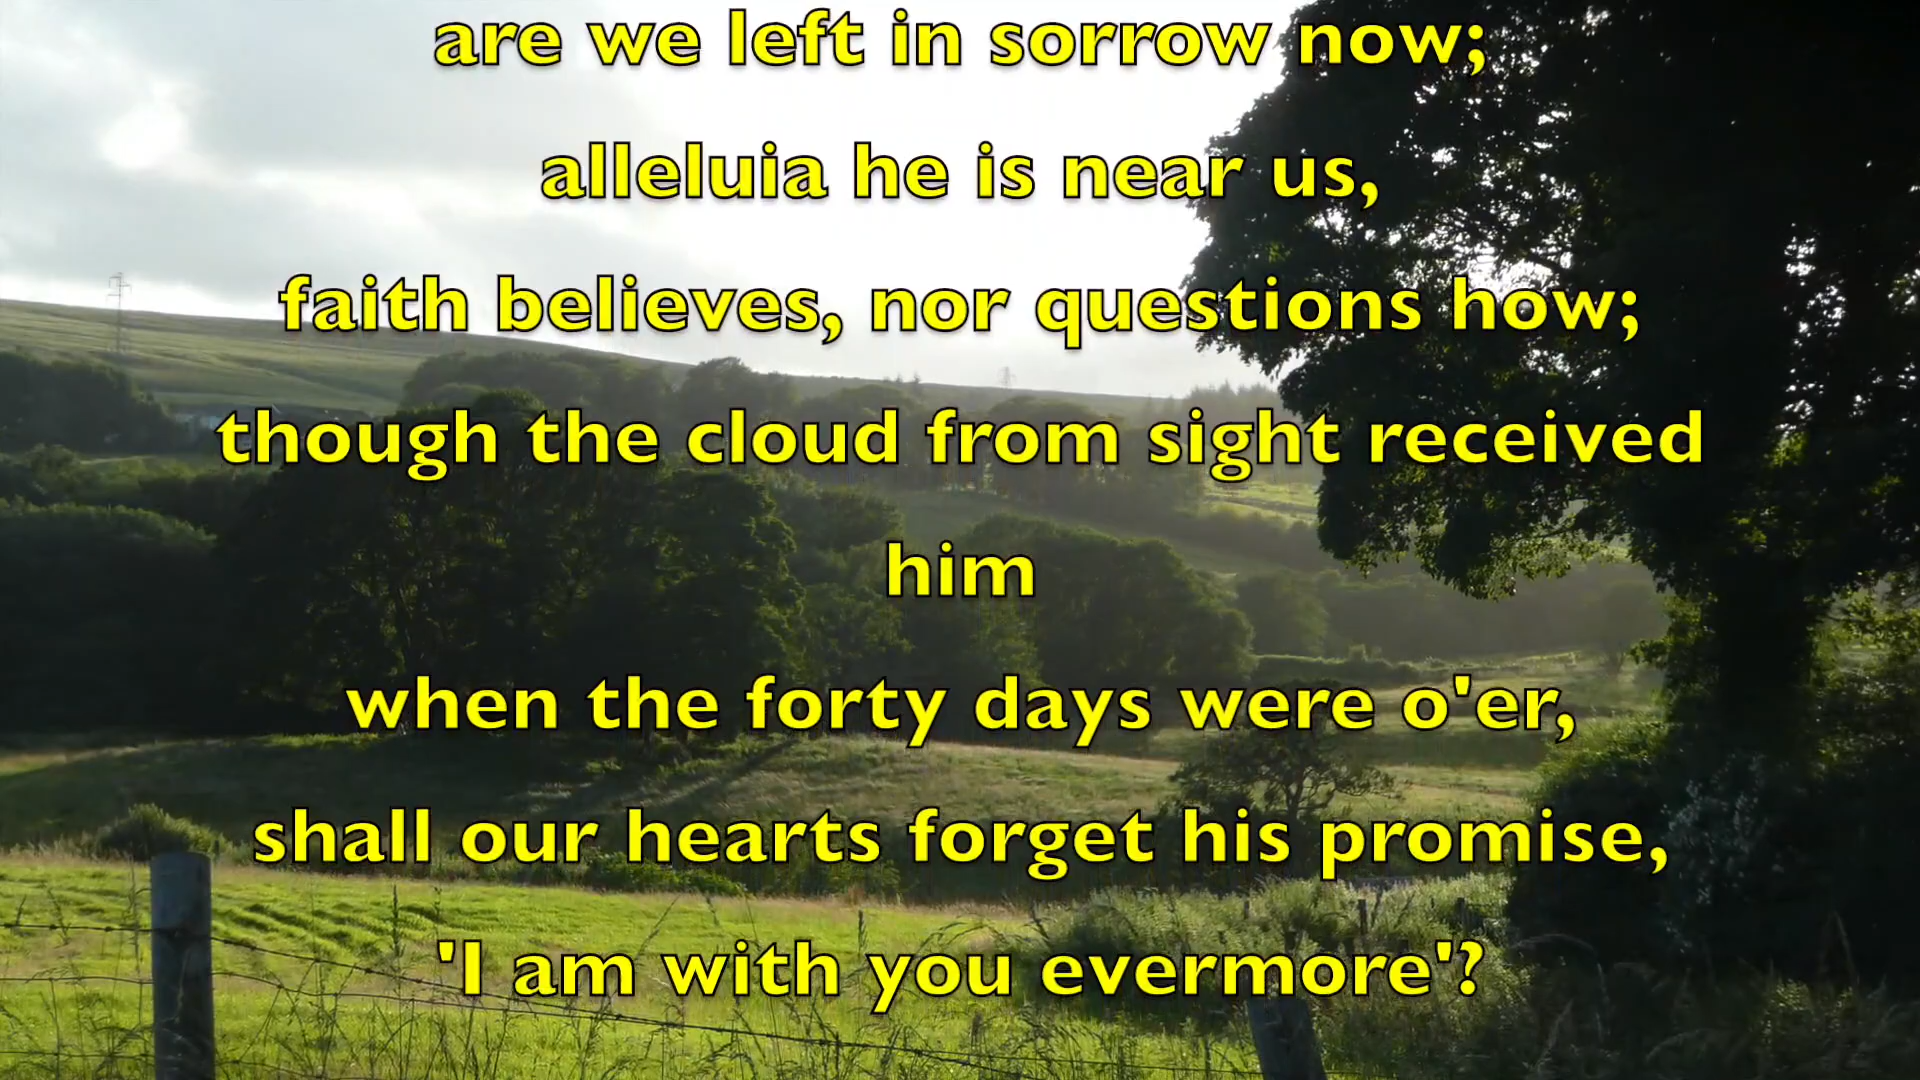 are we left in sorrow now;
alleluia he is near us,
faith believes, nor questions how;
though the cloud from sight received
him
when the forty days were o'er,
shall our hearts forget his promise,
'I am with you evermore'?